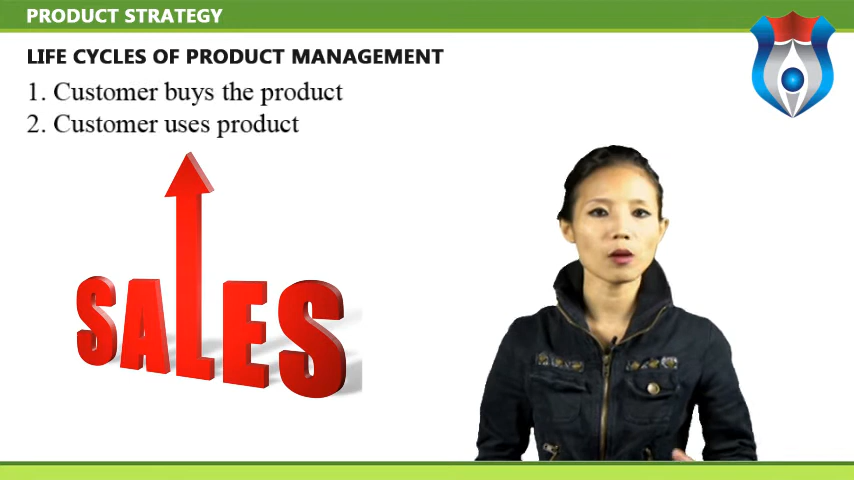 PRODUCT STRATEGY
LIFE CYCLES OF PRODUCT MANAGEMENT
1. Customer buys the product
2. Customer uses product
SALES